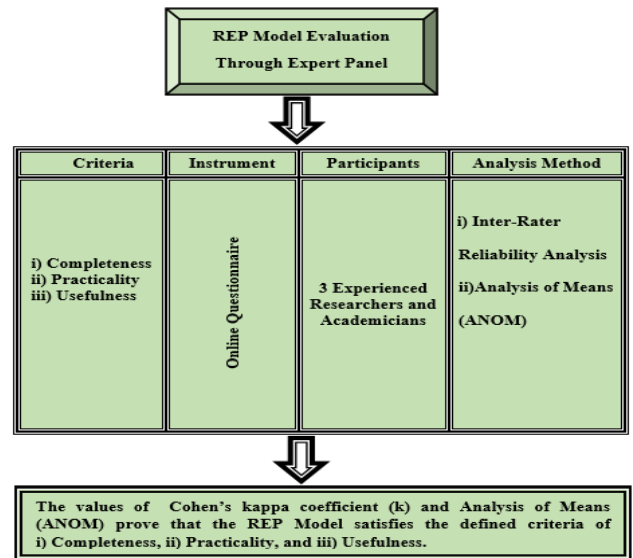 REP Model Evaluation
Through Expert Panel
Criteria
Instrument
Participants
Analysis Method
i) Completeness
ii) Practicality
iii) Usefulness
Online Questionnaire
3 Experienced
Researchers and
Academicians
i) Inter-Rater
Reliability Analysis
ii)Analysis of Means
(ANOM)
The values of Cohen's kappa coefficient (k) and Analysis of Means
(ANOM) prove that the REP Model satisfies the defined criteria of
i) Completeness, ii) Practicality, and iii) Usefulness.